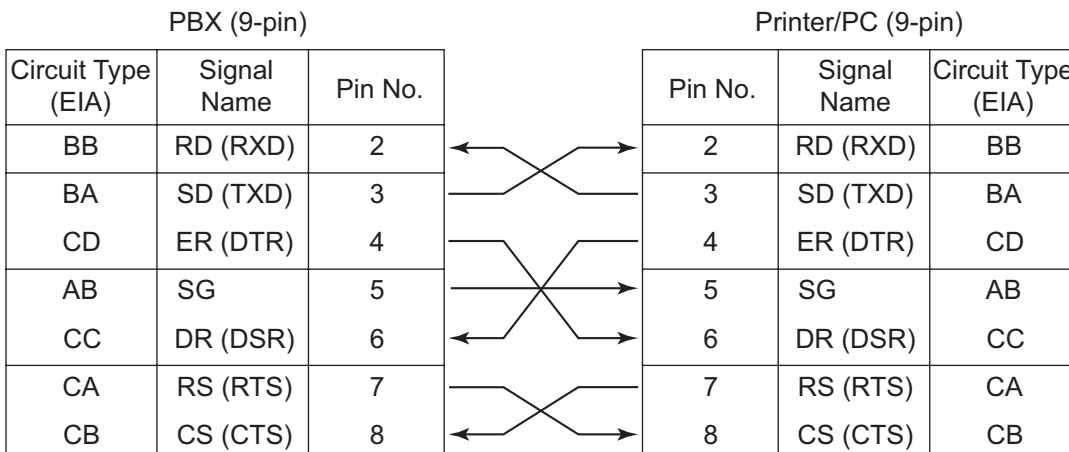 PBX (9-pin) Printer/PC (9-pin)
Circuit Type (EIA) Signal Name Pin No. Pin No. Signal Name Circuit Type (EIA)
BB RD (RXD) 2 2 RD (RXD) BB
BA SD (TXD) 3 3 SD (TXD) BA
CD ER (DTR) 4 4 ER (DTR) CD
AB SG 5 5 SG AB
CC DR (DSR) 6 6 DR (DSR) CC
CA RS (RTS) 7 7 RS (RTS) CA
CB CS (CTS) 8 8 CS (CTS) CB